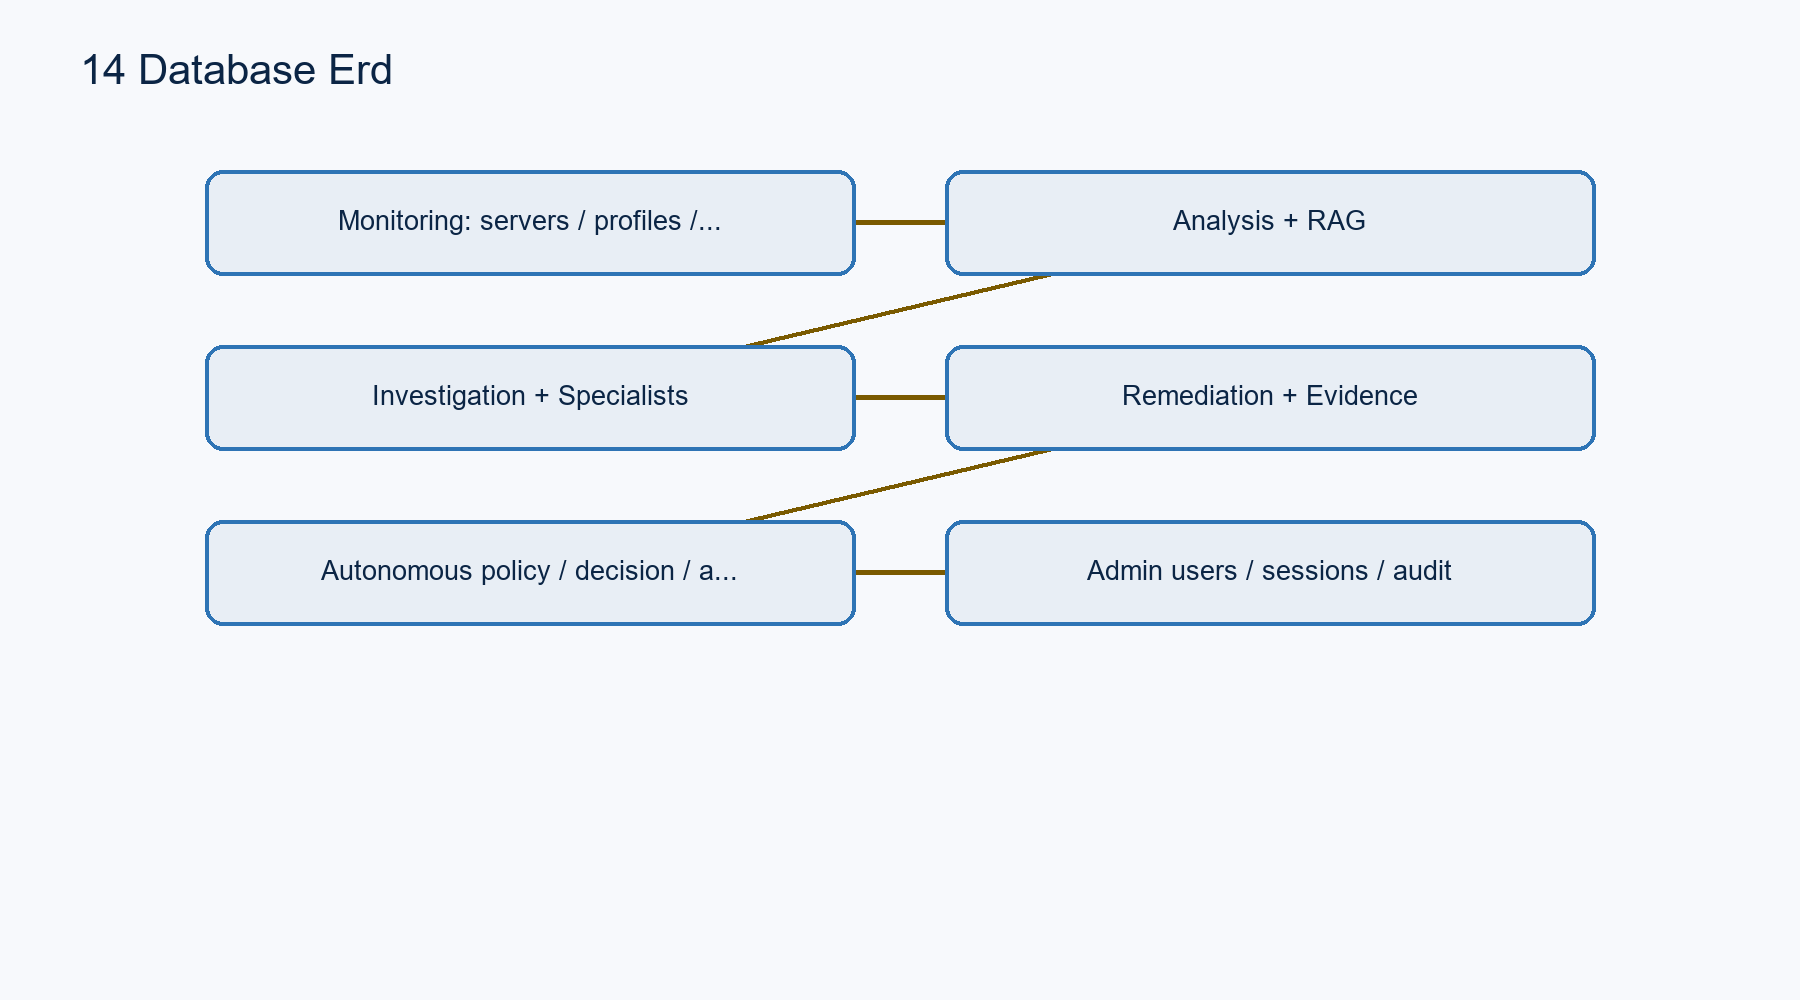 14 Database Erd
Monitoring: servers / profiles /...
Analysis + RAG
Investigation + Specialists
Remediation + Evidence
Autonomous policy / decision / a...
Admin users / sessions / audit